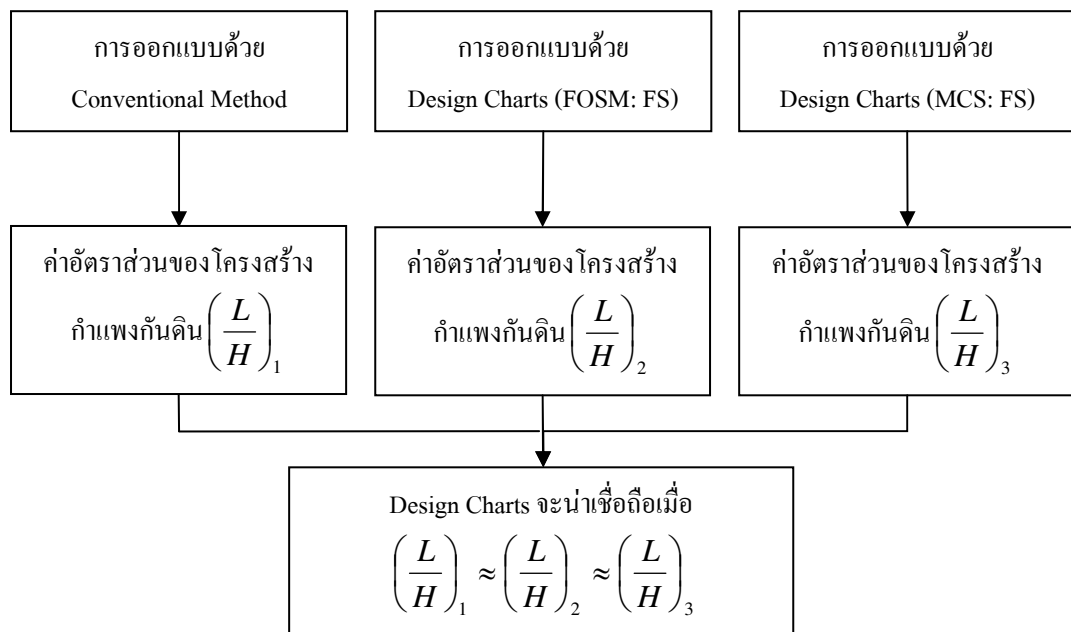 การออกแบบด้วย
Conventional Method
การออกแบบด้วย
Design Charts (FOSM: FS)
การออกแบบด้วย
Design Charts (MCS: FS)
ค่าอัตราส่วนของโครงสร้าง
กำแพงกันดิน (L/H)₁
ค่าอัตราส่วนของโครงสร้าง
กำแพงกันดิน (L/H)₂
ค่าอัตราส่วนของโครงสร้าง
กำแพงกันดิน (L/H)₃
Design Charts จะน่าเชื่อถือเมื่อ
(L/H)₁ ≈ (L/H)₂ ≈ (L/H)₃